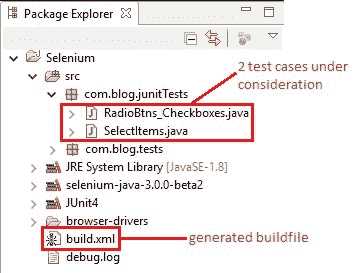 Package Explorer
Selenium
src
com.blog.junitTests
2 test cases under
consideration
RadioBtns_Checkboxes.java
SelectItems.java
com.blog.tests
JRE System Library [JavaSE-1.8]
selenium-java-3.0.0-beta2
JUnit4
browser-drivers
build.xml
generated buildfile
debug.log